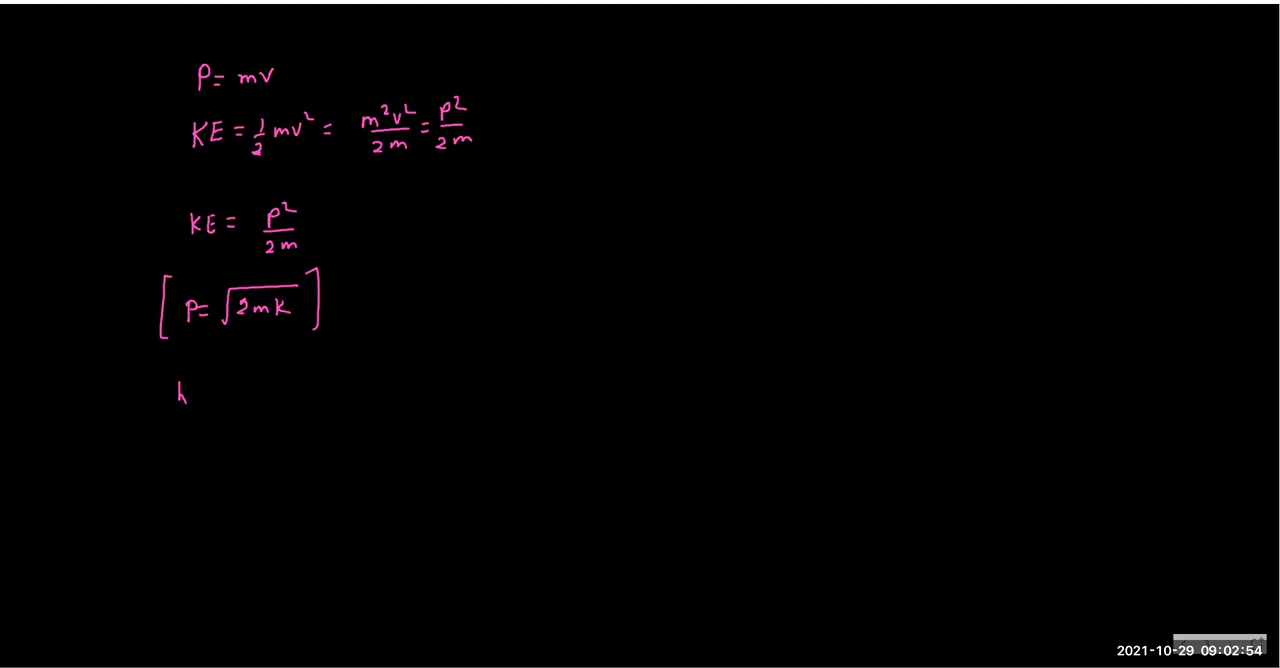 P = mv
KE = 1/2 mv² = m²v²/2m = P²/2m
KE = P²/2m
[P = √2mK]
h
2021-10-29 09:02:54